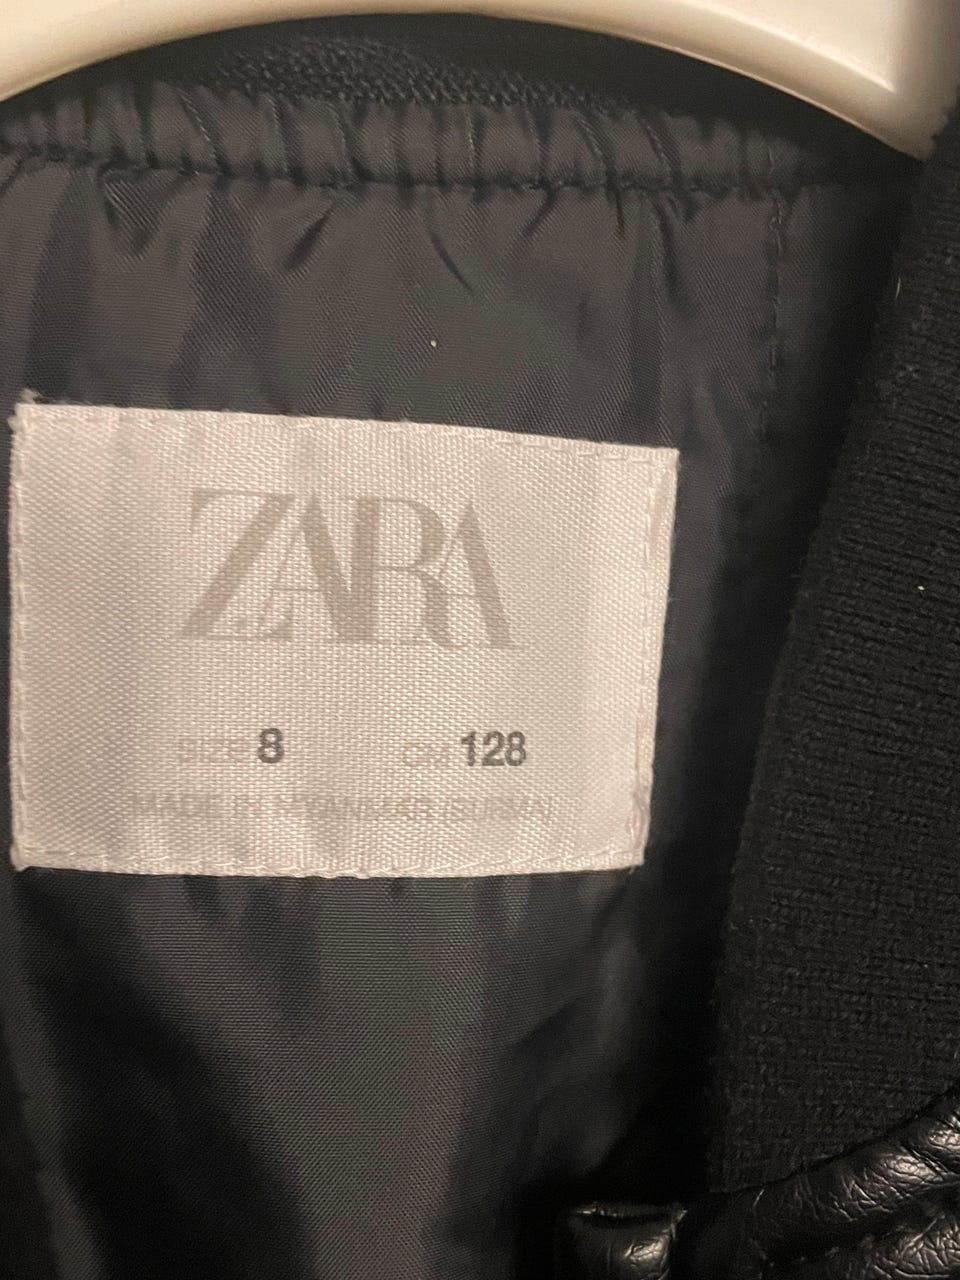 ZARA
SIZE 8 CM 128
MADE IN MYANMAR (BURMA)